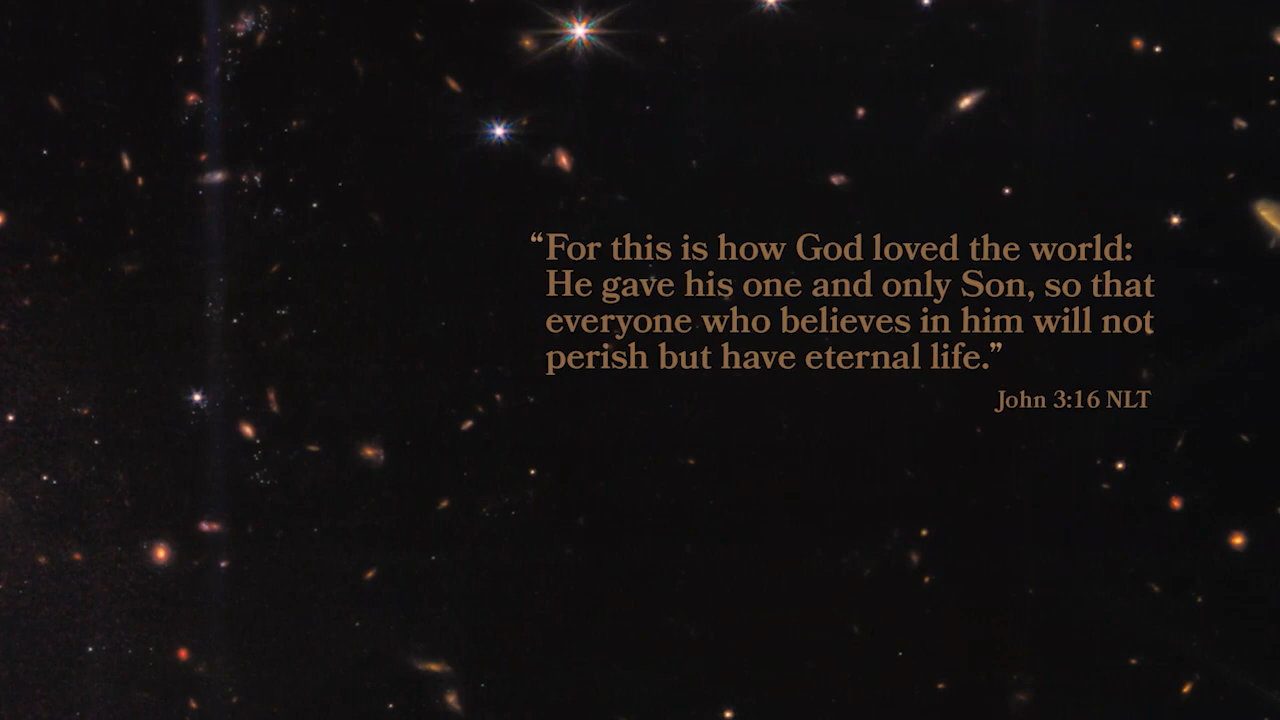 “For this is how God loved the world:
He gave his one and only Son, so that
everyone who believes in him will not
perish but have eternal life.”
John 3:16 NLT